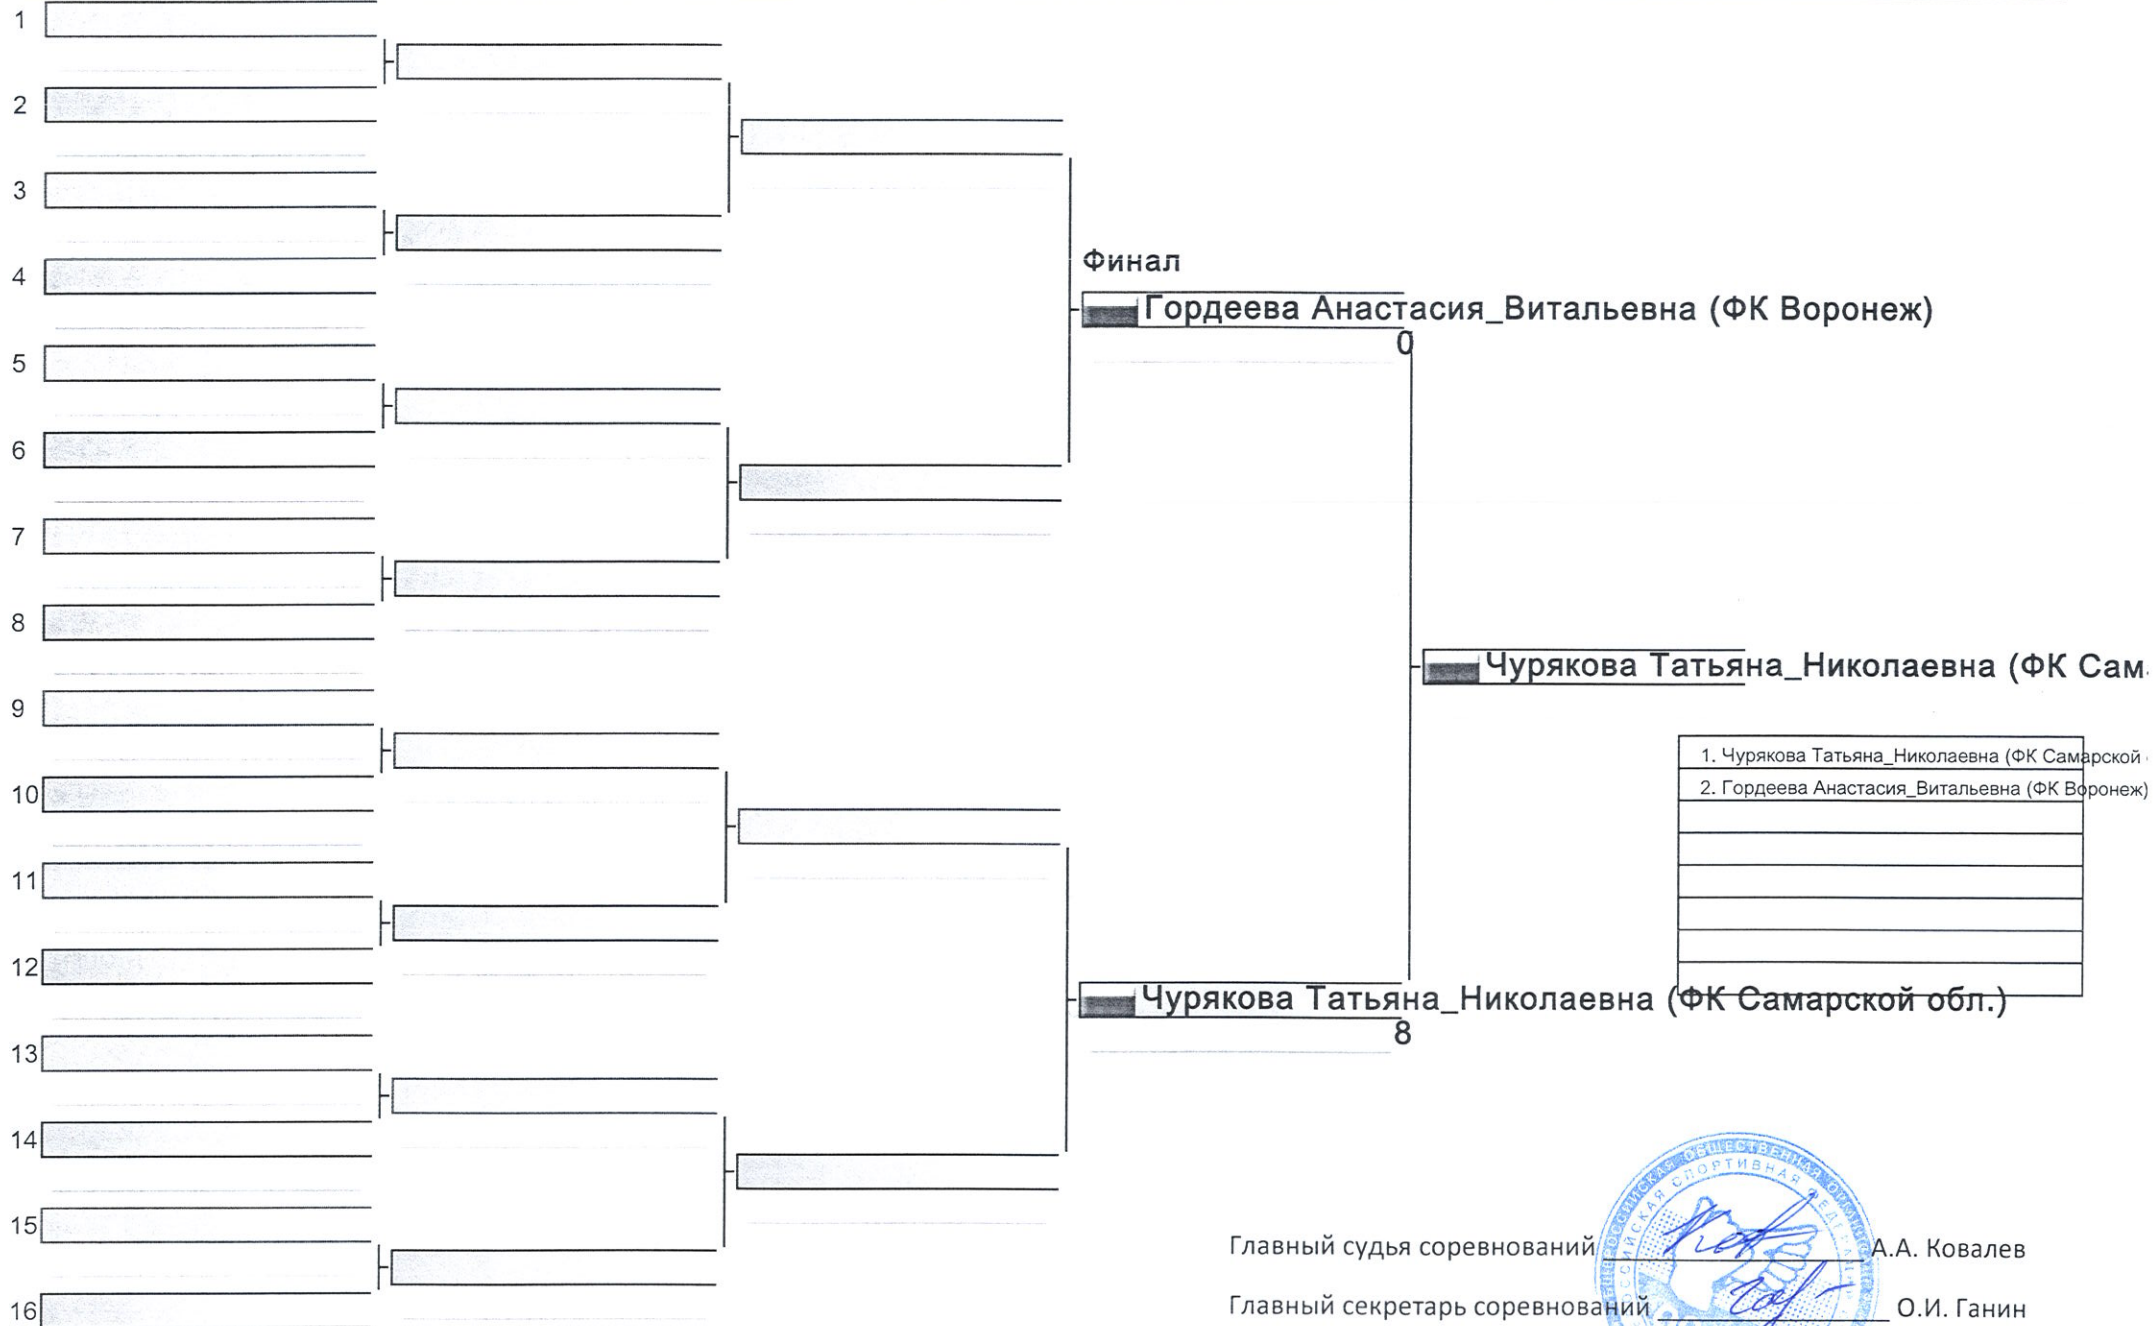 1
2
3
4
Финал
Гордеева Анастасия_Витальевна (ФК Воронеж)
0
5
6
7
8
Чурякова Татьяна_Николаевна (ФК Сам
9
1. Чурякова Татьяна_Николаевна (ФК Самарской
10
2. Гордеева Анастасия_Витальевна (ФК Воронеж)
11
12
Чурякова Татьяна_Николаевна (ФК Самарской обл.)
8
13
14
15
16
ОБЩЕСТВЕННАЯ
СПОРТИВНАЯ
Главный судья соревнований А.А. Ковалев
Главный секретарь соревнований О.И. Ганин